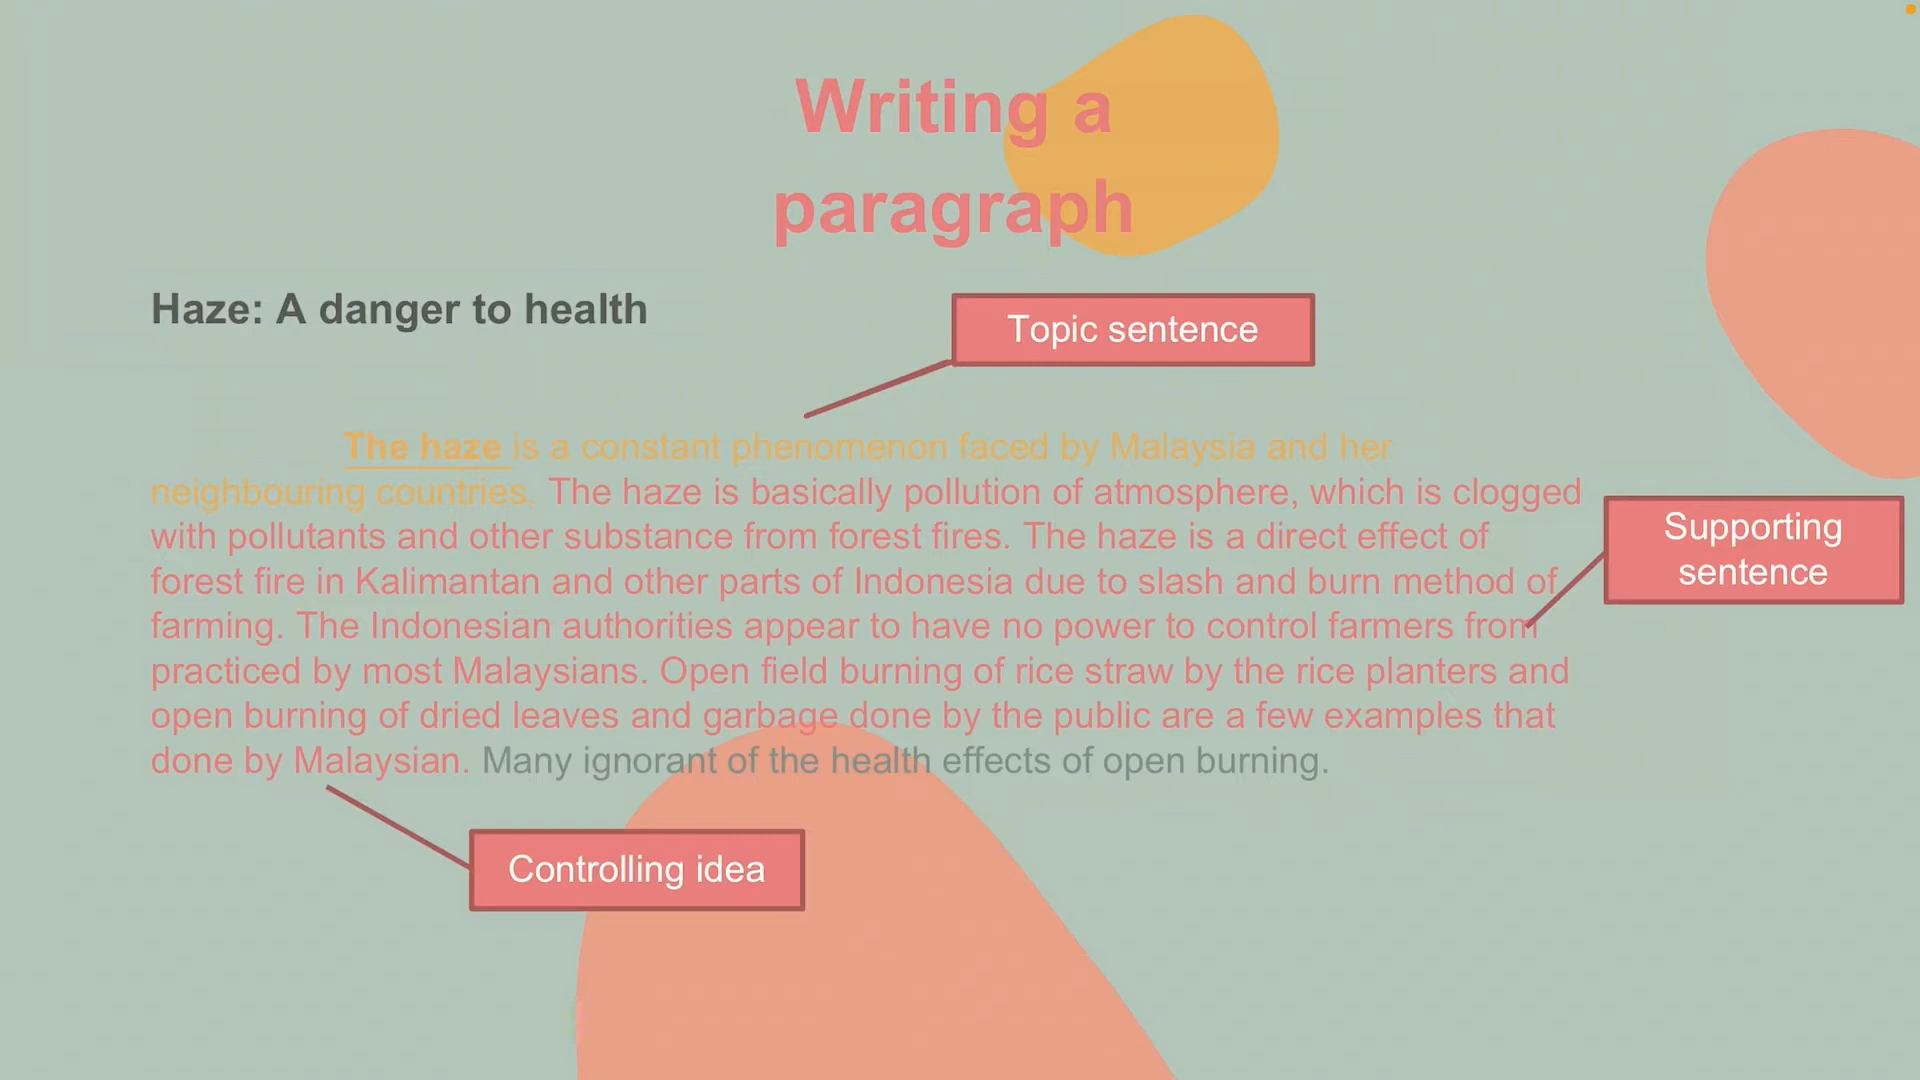 Writing a
paragraph
Haze: A danger to health
Topic sentence
The haze is a constant phenomenon faced by Malaysia and her
neighbouring countries. The haze is basically pollution of atmosphere, which is clogged
with pollutants and other substance from forest fires. The haze is a direct effect of
forest fire in Kalimantan and other parts of Indonesia due to slash and burn method of
farming. The Indonesian authorities appear to have no power to control farmers from
practiced by most Malaysians. Open field burning of rice straw by the rice planters and
open burning of dried leaves and garbage done by the public are a few examples that
done by Malaysian. Many ignorant of the health effects of open burning.
Supporting
sentence
Controlling idea